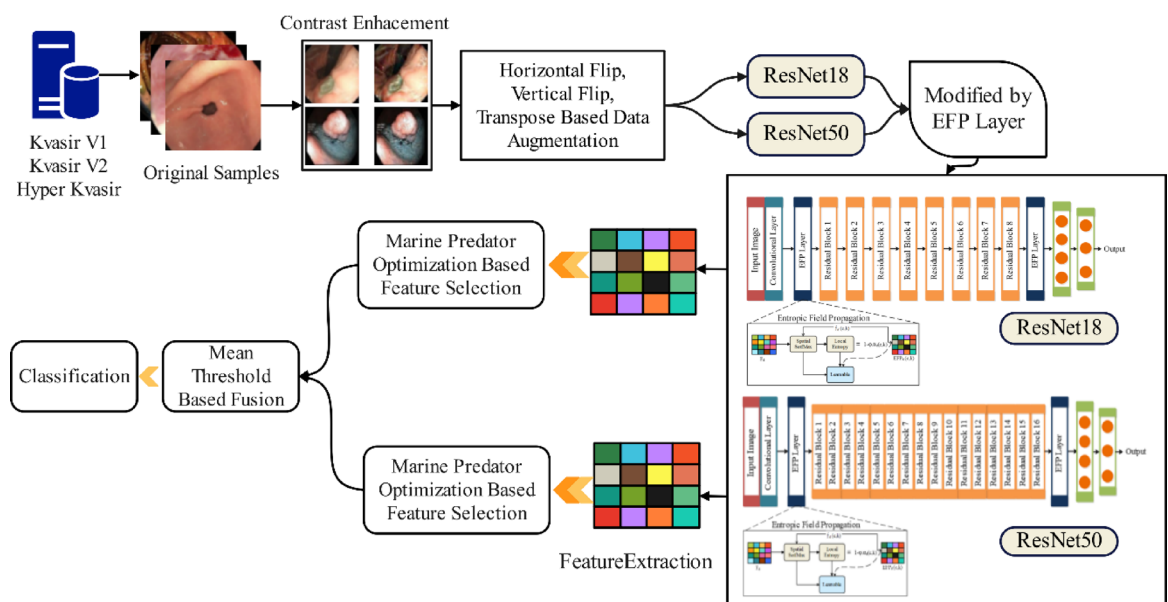 Contrast Enhacement
Kvasir V1
Kvasir V2
Hyper Kvasir
Original Samples
Horizontal Flip,
Vertical Flip,
Transpose Based Data
Augmentation
ResNet18
ResNet50
Modified by
EFP Layer
Input Image
Convolutional Layer
EFP Layer
Residual Block 1
Residual Block 2
Residual Block 3
Residual Block 4
Residual Block 5
Residual Block 6
Residual Block 7
Residual Block 8
EFP Layer
Output
Entropic Field Propagation
Spatial
Local
Entropy
Learnable
ResNet18
Input Image
Convolutional Layer
EFP Layer
Residual Block 1
Residual Block 2
Residual Block 3
Residual Block 4
Residual Block 5
Residual Block 6
Residual Block 7
Residual Block 8
Residual Block 9
Residual Block 10
Residual Block 11
Residual Block 12
Residual Block 13
Residual Block 14
Residual Block 15
Residual Block 16
EFP Layer
Output
Entropic Field Propagation
Spatial
Local
Entropy
Learnable
ResNet50
Marine Predator
Optimization Based
Feature Selection
Marine Predator
Optimization Based
Feature Selection
FeatureExtraction
Mean
Threshold
Based Fusion
Classification